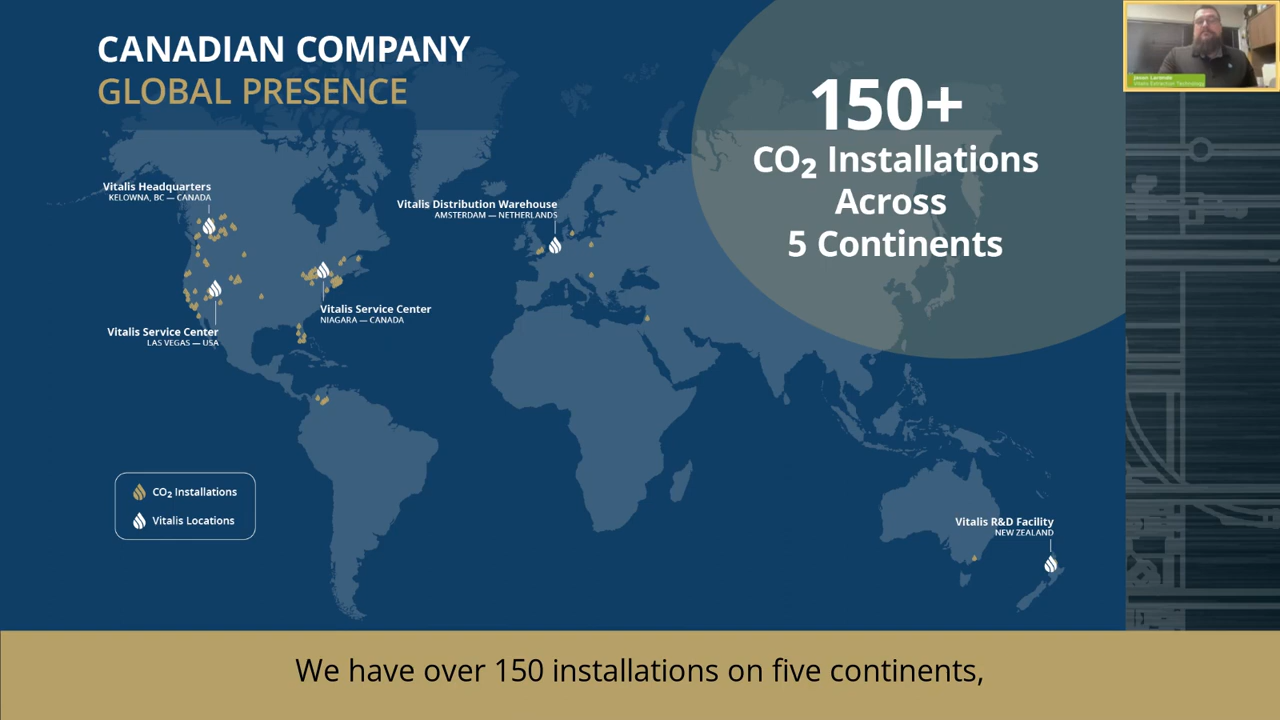 CANADIAN COMPANY
GLOBAL PRESENCE
150+
CO₂ Installations
Across
5 Continents
Vitalis Headquarters
KELOWNA, BC — CANADA
Vitalis Distribution Warehouse
AMSTERDAM — NETHERLANDS
Vitalis Service Center
NIAGARA — CANADA
Vitalis Service Center
LAS VEGAS — USA
CO₂ Installations
Vitalis Locations
Vitalis R&D Facility
NEW ZEALAND
We have over 150 installations on five continents,